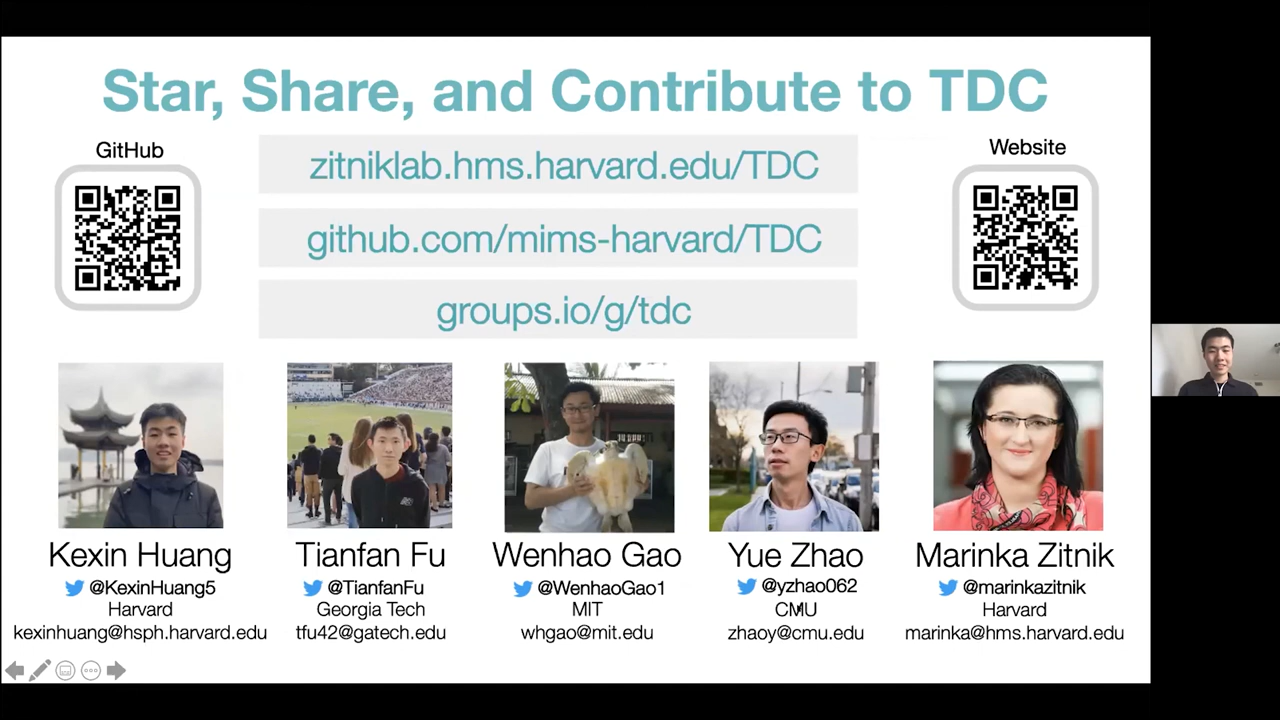 Star, Share, and Contribute to TDC
GitHub
Website
zitniklab.hms.harvard.edu/TDC
github.com/mims-harvard/TDC
groups.io/g/tdc
Kexin Huang
@KexinHuang5
Harvard
kexinhuang@hsph.harvard.edu
Tianfan Fu
@TianfanFu
Georgia Tech
tfu42@gatech.edu
Wenhao Gao
@WenhaoGao1
MIT
whgao@mit.edu
Yue Zhao
@yzhao062
CMU
zhaoy@cmu.edu
Marinka Zitnik
@marinkazitnik
Harvard
marinka@hms.harvard.edu